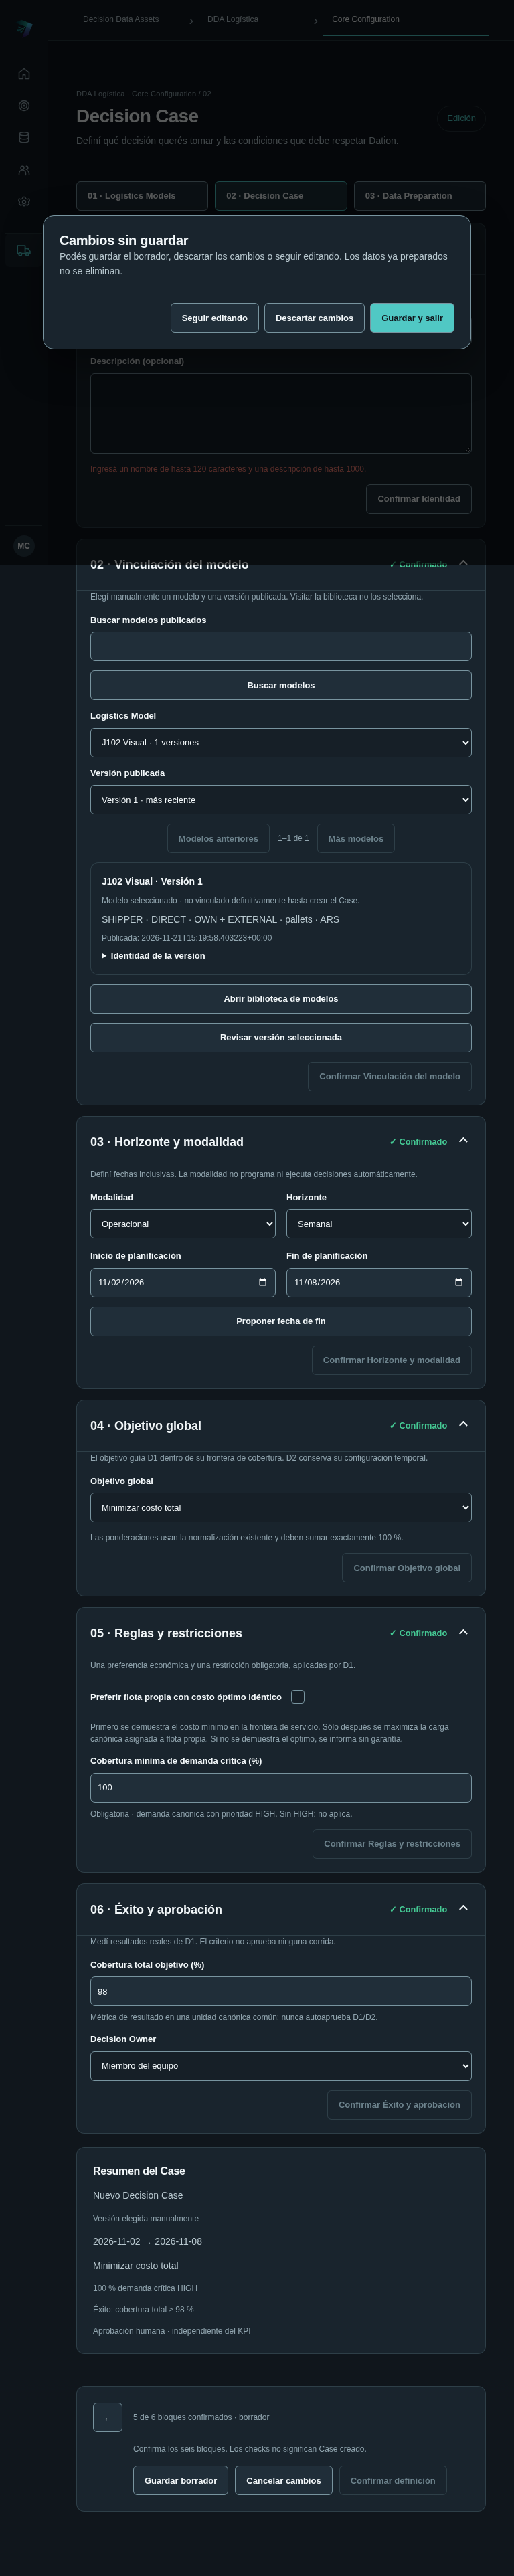 Decision Data Assets
DDA Logística
Core Configuration
DDA Logística · Core Configuration / 02
Decision Case
Edición
Definí qué decisión querés tomar y las condiciones que debe respetar Dation.
01 · Logistics Models
02 · Decision Case
03 · Data Preparation
Cambios sin guardar
Podés guardar el borrador, descartar los cambios o seguir editando. Los datos ya preparados
no se eliminan.
Seguir editando
Descartar cambios
Guardar y salir
Descripción (opcional)
Ingresá un nombre de hasta 120 caracteres y una descripción de hasta 1000.
Confirmar Identidad
MC
02 · Vinculación del modelo
✓ Confirmado
Elegí manualmente un modelo y una versión publicada. Visitar la biblioteca no los selecciona.
Buscar modelos publicados
Buscar modelos
Logistics Model
J102 Visual · 1 versiones
Versión publicada
Versión 1 · más reciente
Modelos anteriores
1–1 de 1
Más modelos
J102 Visual · Versión 1
Modelo seleccionado · no vinculado definitivamente hasta crear el Case.
SHIPPER · DIRECT · OWN + EXTERNAL · pallets · ARS
Publicada: 2026-11-21T15:19:58.403223+00:00
▶ Identidad de la versión
Abrir biblioteca de modelos
Revisar versión seleccionada
Confirmar Vinculación del modelo
03 · Horizonte y modalidad
✓ Confirmado
Definí fechas inclusivas. La modalidad no programa ni ejecuta decisiones automáticamente.
Modalidad
Horizonte
Operacional
Semanal
Inicio de planificación
Fin de planificación
11/02/2026
11/08/2026
Proponer fecha de fin
Confirmar Horizonte y modalidad
04 · Objetivo global
✓ Confirmado
El objetivo guía D1 dentro de su frontera de cobertura. D2 conserva su configuración temporal.
Objetivo global
Minimizar costo total
Las ponderaciones usan la normalización existente y deben sumar exactamente 100 %.
Confirmar Objetivo global
05 · Reglas y restricciones
✓ Confirmado
Una preferencia económica y una restricción obligatoria, aplicadas por D1.
Preferir flota propia con costo óptimo idéntico
Primero se demuestra el costo mínimo en la frontera de servicio. Sólo después se maximiza la carga
canónica asignada a flota propia. Si no se demuestra el óptimo, se informa sin garantía.
Cobertura mínima de demanda crítica (%)
100
Obligatoria · demanda canónica con prioridad HIGH. Sin HIGH: no aplica.
Confirmar Reglas y restricciones
06 · Éxito y aprobación
✓ Confirmado
Medí resultados reales de D1. El criterio no aprueba ninguna corrida.
Cobertura total objetivo (%)
98
Métrica de resultado en una unidad canónica común; nunca autoaprueba D1/D2.
Decision Owner
Miembro del equipo
Confirmar Éxito y aprobación
Resumen del Case
Nuevo Decision Case
Versión elegida manualmente
2026-11-02 → 2026-11-08
Minimizar costo total
100 % demanda crítica HIGH
Éxito: cobertura total ≥ 98 %
Aprobación humana · independiente del KPI
←
5 de 6 bloques confirmados · borrador
Confirmá los seis bloques. Los checks no significan Case creado.
Guardar borrador
Cancelar cambios
Confirmar definición